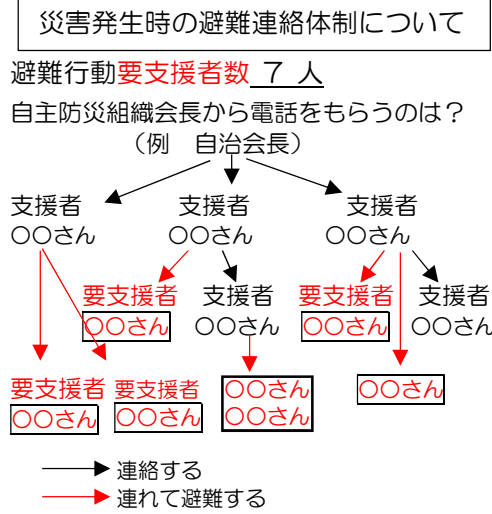 災害発生時の避難連絡体制について
避難行動要支援者数 7 人
自主防災組織会長から電話をもらうのは？
（例　自治会長）
支援者　支援者　支援者
〇〇さん　〇〇さん　〇〇さん
要支援者　支援者　要支援者　支援者
〇〇さん　〇〇さん　〇〇さん　〇〇さん
要支援者　要支援者　〇〇さん　〇〇さん
〇〇さん　〇〇さん　〇〇さん
連絡する
連れて避難する